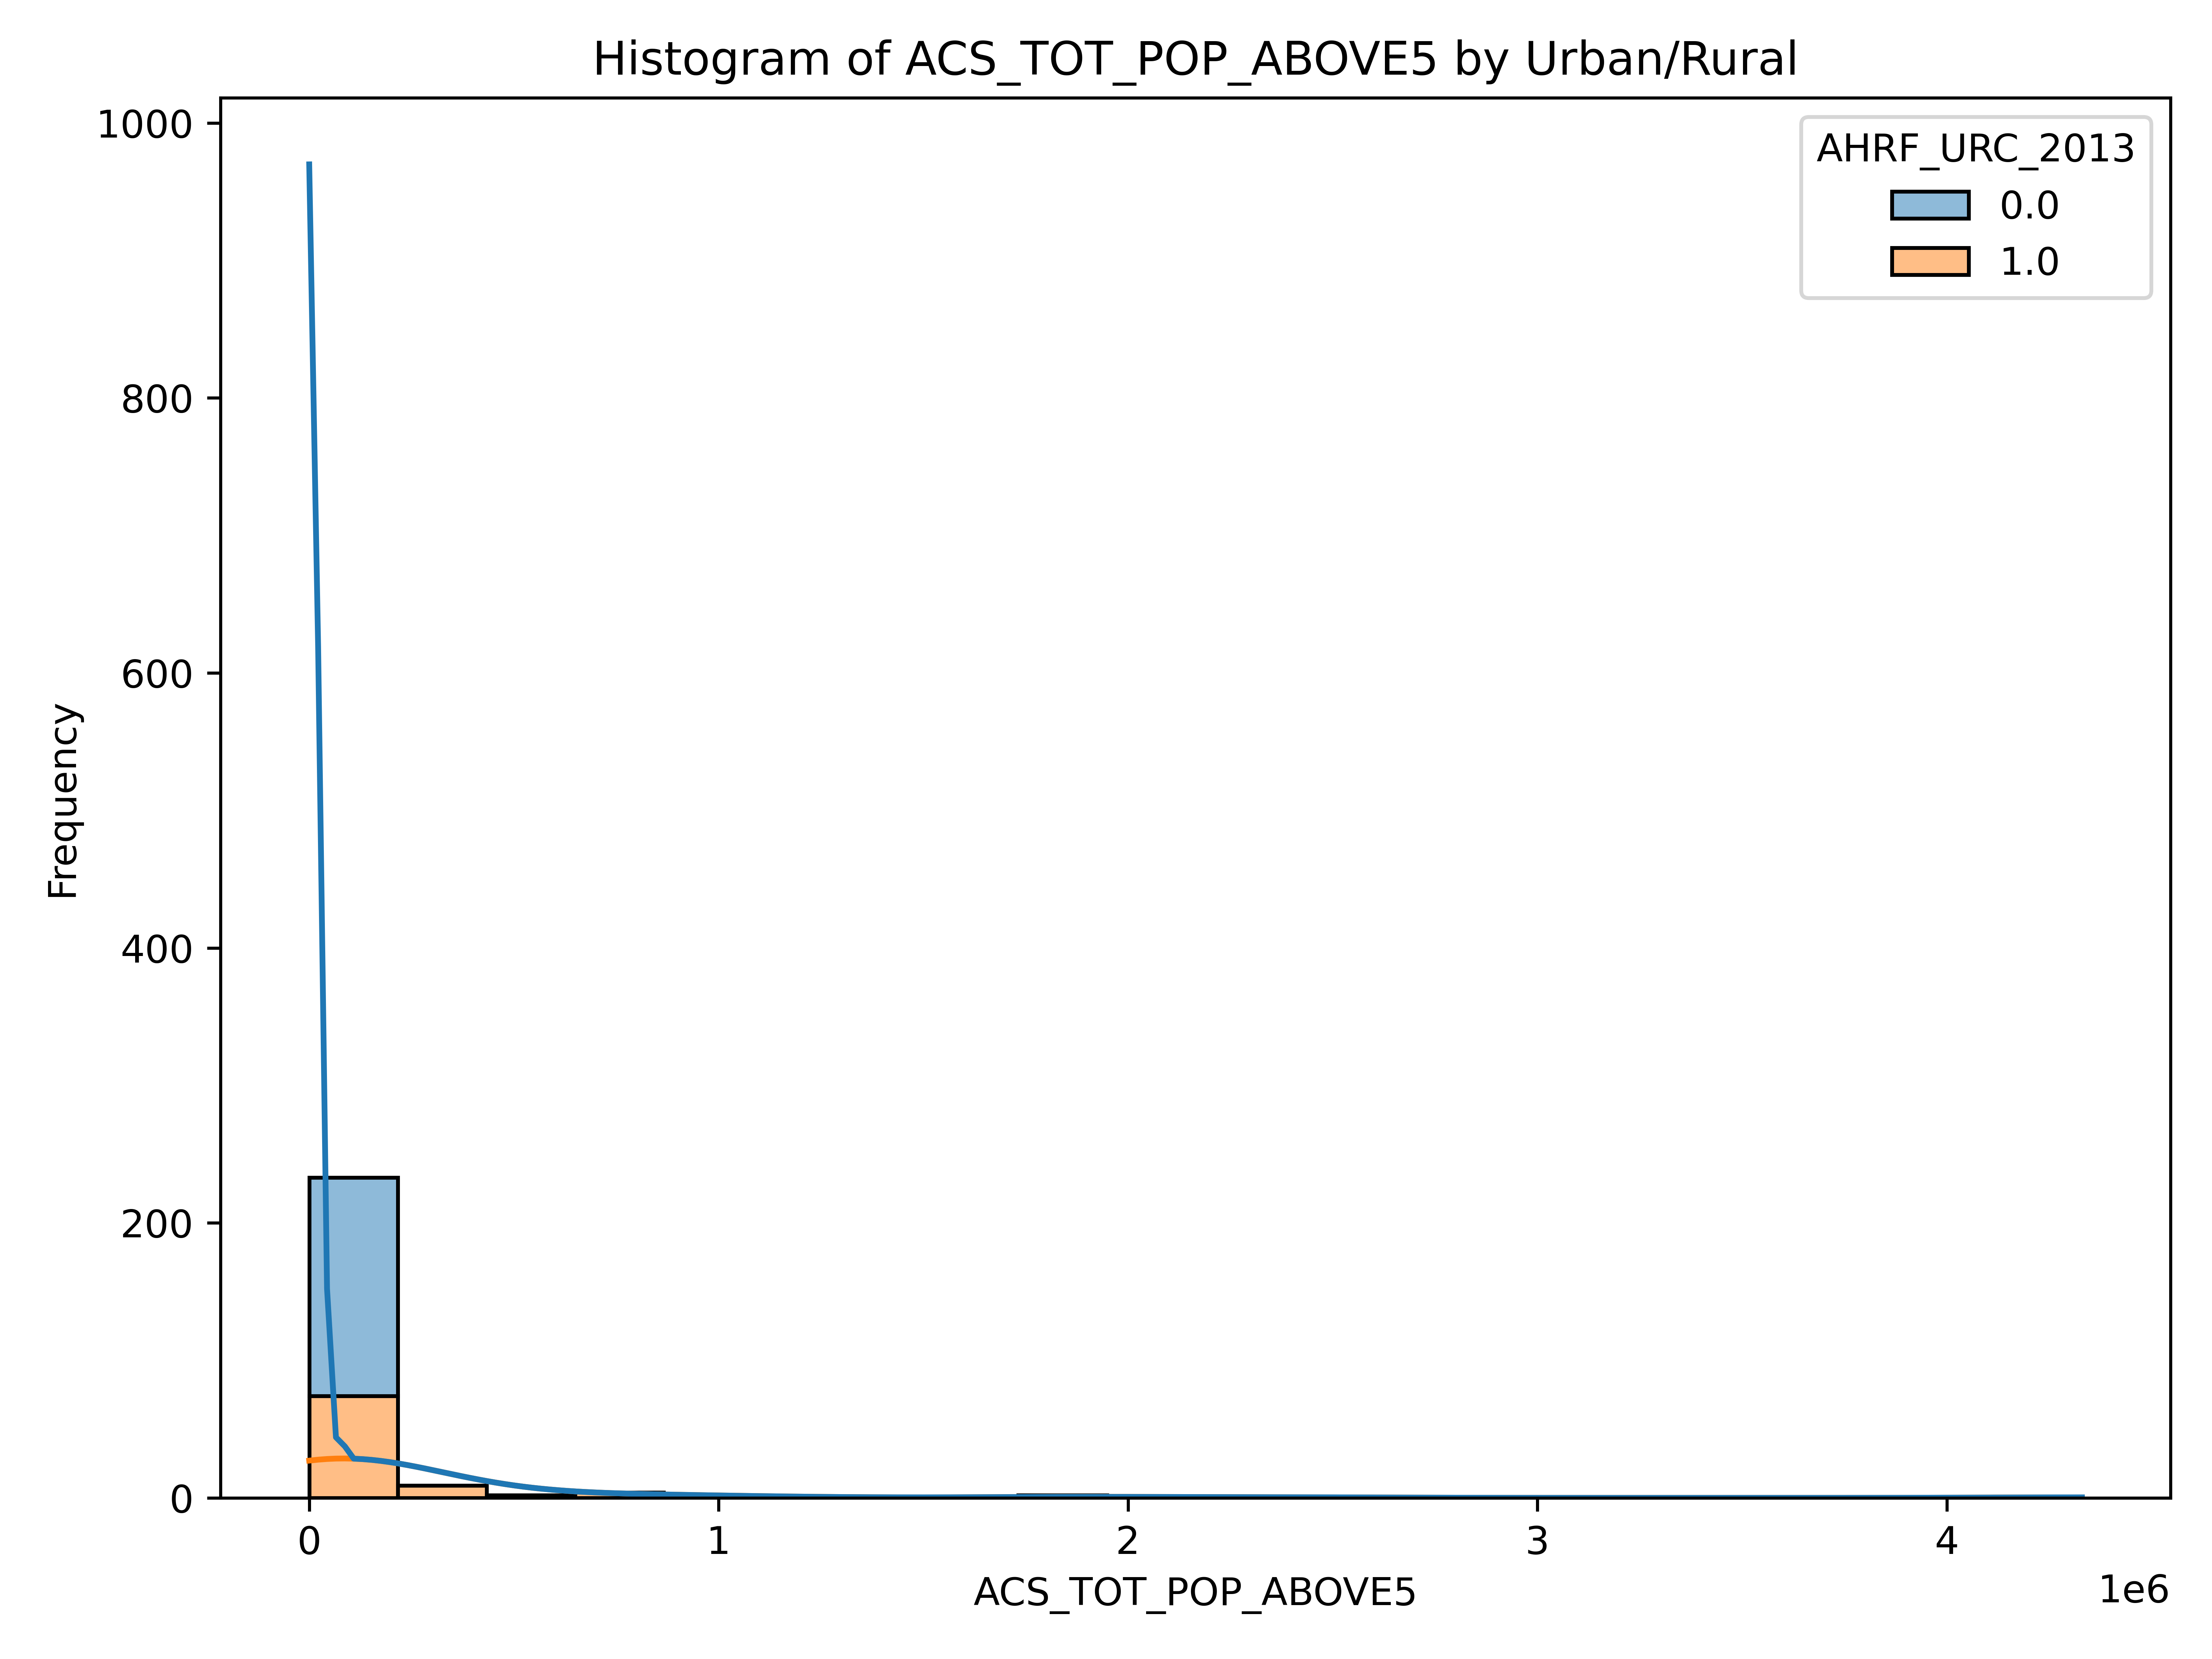 Histogram of ACS_TOT_POP_ABOVE5 by Urban/Rural
AHRF_URC_2013
0.0
1.0
1000
800
600
400
200
0
Frequency
0 1 2 3 4
1e6
ACS_TOT_POP_ABOVE5